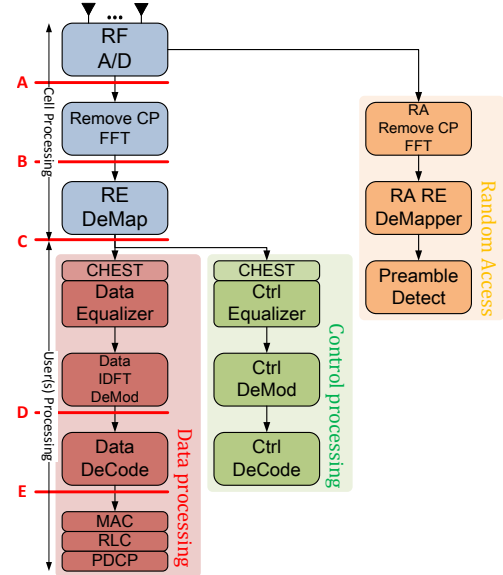 ...
RF
A/D
A
Cell Processing
Remove CP
FFT
B
RE
DeMap
C
RA
Remove CP
FFT
RA RE
DeMapper
Preamble
Detect
Random Access
CHEST
Data
Equalizer
Data
IDFT
DeMod
D
Data
DeCode
E
MAC
RLC
PDCP
User(s) Processing
Data processing
CHEST
Ctrl
Equalizer
Ctrl
DeMod
Ctrl
DeCode
Control processing